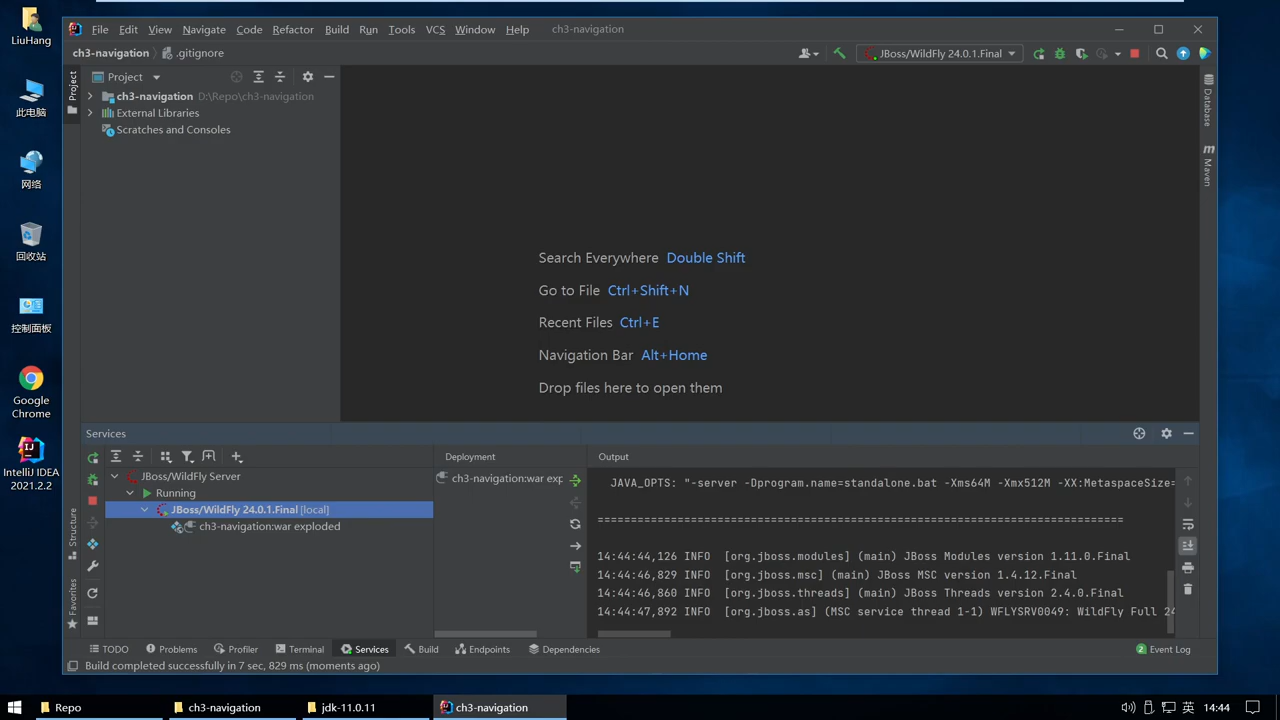 LiuHang
此电脑
网络
回收站
控制面板
Google
Chrome
IntelliJ IDEA
2021.2.2
File Edit View Navigate Code Refactor Build Run Tools VCS Window Help ch3-navigation
ch3-navigation .gitignore
JBoss/WildFly 24.0.1.Final
Project
Project
ch3-navigation D:\Repo\ch3-navigation
External Libraries
Scratches and Consoles
Database
Maven
Search Everywhere Double Shift
Go to File Ctrl+Shift+N
Recent Files Ctrl+E
Navigation Bar Alt+Home
Drop files here to open them
Services
JBoss/WildFly Server
Running
JBoss/WildFly 24.0.1.Final [local]
ch3-navigation:war exploded
Deployment
ch3-navigation:war exp
Output
JAVA_OPTS: "-server -Dprogram.name=standalone.bat -Xms64M -Xmx512M -XX:MetaspaceSize=
=========================================================================
14:44:44,126 INFO [org.jboss.modules] (main) JBoss Modules version 1.11.0.Final
14:44:46,829 INFO [org.jboss.msc] (main) JBoss MSC version 1.4.12.Final
14:44:46,860 INFO [org.jboss.threads] (main) JBoss Threads version 2.4.0.Final
14:44:47,892 INFO [org.jboss.as] (MSC service thread 1-1) WFLYSRV0049: WildFly Full 24
Structure
Favorites
TODO Problems Profiler Terminal Services Build Endpoints Dependencies
2 Event Log
Build completed successfully in 7 sec, 829 ms (moments ago)
Repo
ch3-navigation
jdk-11.0.11
ch3-navigation
英 14:44